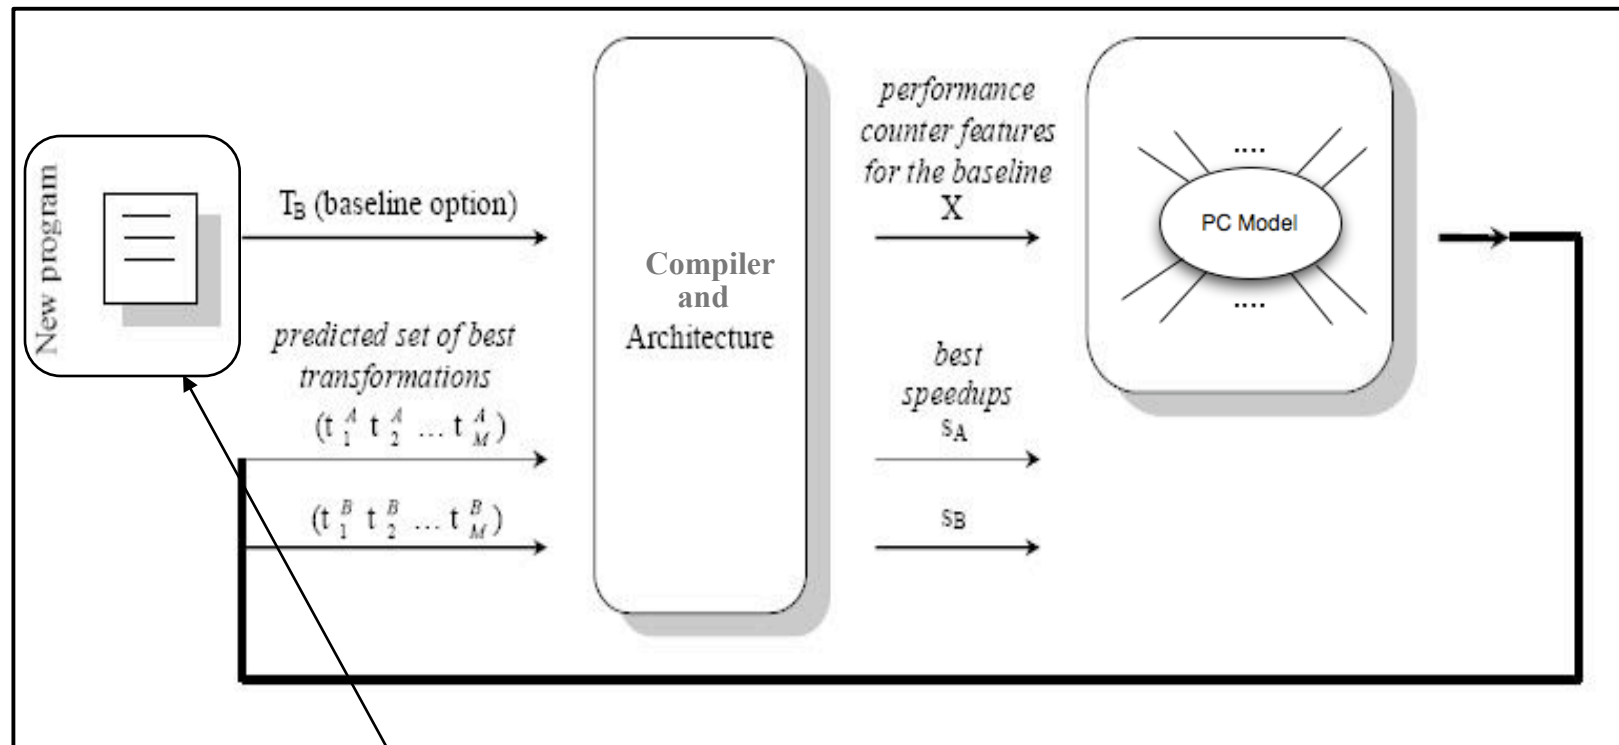 New program
T_B (baseline option)
predicted set of best
transformations
(t_1^A t_2^A ... t_M^A)
(t_1^B t_2^B ... t_M^B)
Compiler
and
Architecture
performance
counter features
for the baseline
X
best
speedups
s_A
s_B
....
PC Model
....